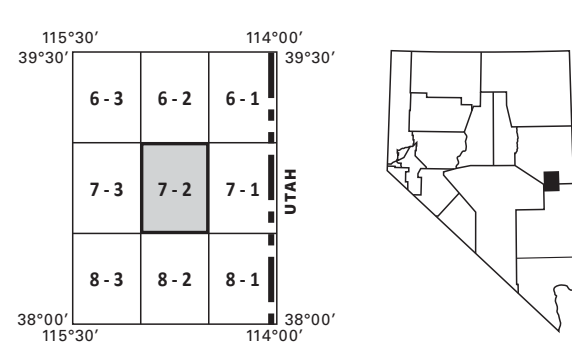 115°30′ 114°00′
39°30′ 39°30′
6 - 3 6 - 2 6 - 1
7 - 3 7 - 2 7 - 1
UTAH
8 - 3 8 - 2 8 - 1
38°00′ 38°00′
115°30′ 114°00′